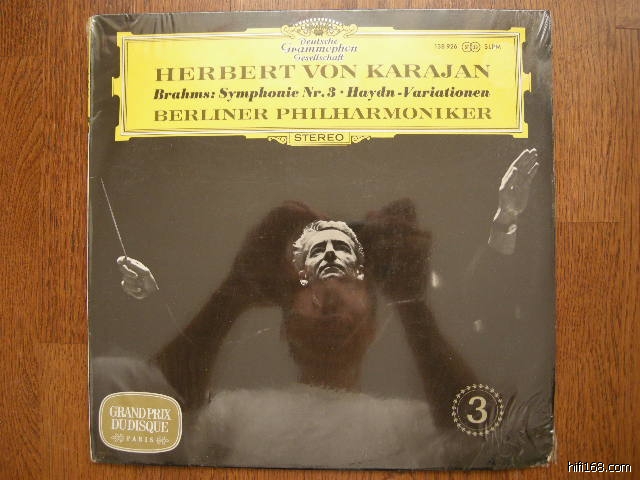 Deutsche
Grammophon
Gesellschaft
138 926
SLPM
HERBERT VON KARAJAN
Brahms: Symphonie Nr. 3 · Haydn-Variationen
BERLINER PHILHARMONIKER
STEREO
GRAND PRIX
DU DISQUE
PARIS
3
hifi168.com